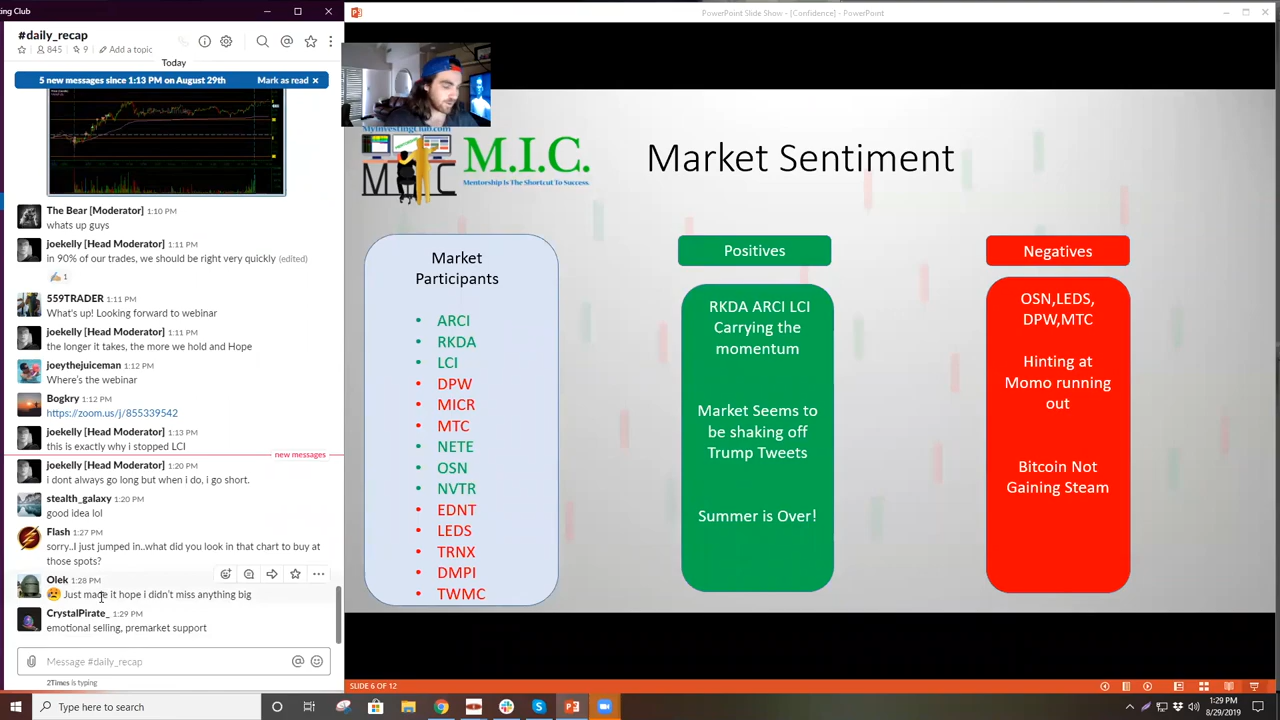 ting Club
#daily_recap
845
9
Add a topic
Today
5 new messages since 1:13 PM on August 29th
Mark as read
The Bear [Moderator] 1:10 PM
whats up guys
joekelly [Head Moderator] 1:11 PM
in 90% of our trades, we should be right very quickly (edited)
1
559TRADER 1:11 PM
What's up! Looking forward to webinar
joekelly [Head Moderator] 1:11 PM
the longer it takes, the more we hold and Hope
joeythejuiceman 1:12 PM
Where's the webinar
Bogkry 1:12 PM
https://zoom.us/j/855339542
joekelly [Head Moderator] 1:13 PM
this is exactly why i stopped LCI
new messages
joekelly [Head Moderator] 1:20 PM
i dont always go long but when i do, i go short.
stealth_galaxy 1:20 PM
good idea lol
Flash 1:27 PM
sorry..I just jumped in..what did you look in that chart to buy at
those spots?
Olek 1:28 PM
Just made it hope i didn't miss anything big
CrystalPirate_ 1:29 PM
emotional selling, premarket support
Message #daily_recap
2Times is typing
PowerPoint Slide Show - [Confidence] - PowerPoint
MyInvestingClub.com
M.I.C.
Mentorship Is The Shortcut To Success.
Market Sentiment
Market
Participants
• ARCI
• RKDA
• LCI
• DPW
• MICR
• MTC
• NETE
• OSN
• NVTR
• EDNT
• LEDS
• TRNX
• DMPI
• TWMC
Positives
RKDA ARCI LCI
Carrying the
momentum
Market Seems to
be shaking off
Trump Tweets
Summer is Over!
Negatives
OSN,LEDS,
DPW,MTC
Hinting at
Momo running
out
Bitcoin Not
Gaining Steam
SLIDE 6 OF 12
Type here to search
1:29 PM
8/29/2019